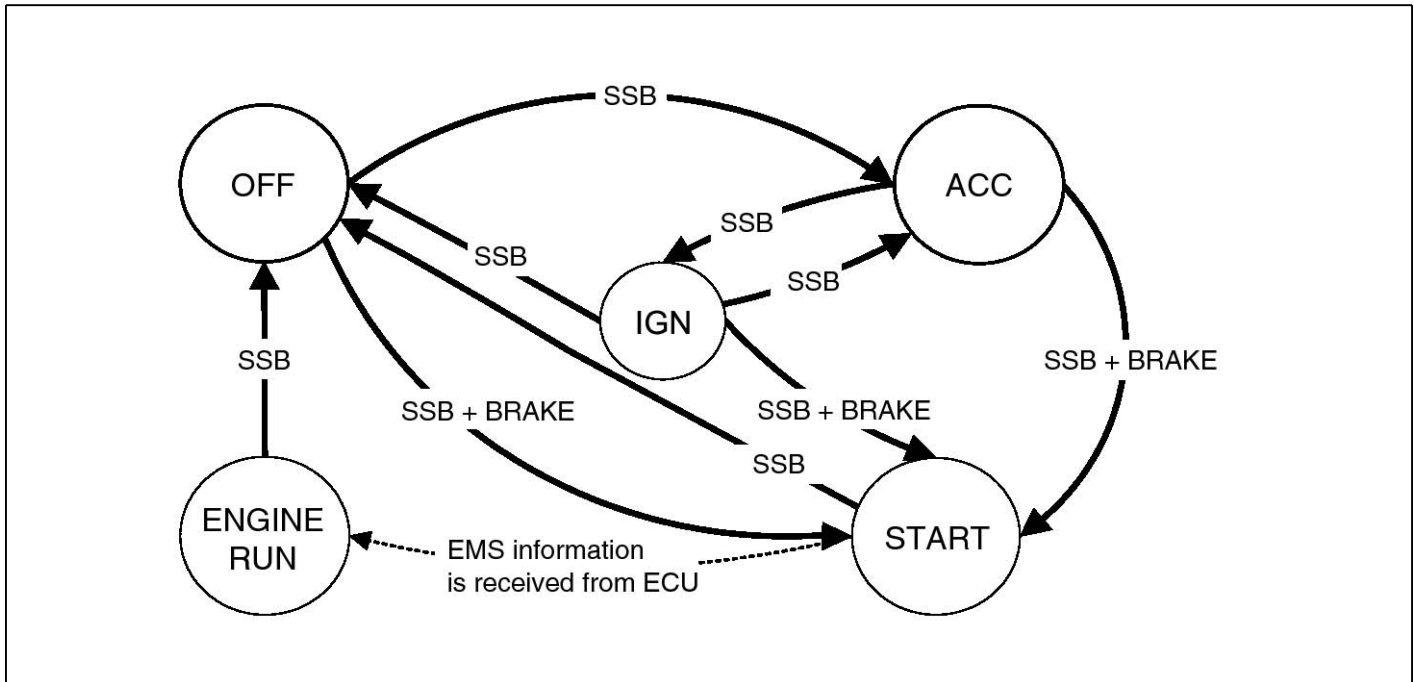 SSB
OFF
ACC
SSB
SSB
SSB
IGN
SSB
SSB + BRAKE
SSB + BRAKE
SSB + BRAKE
SSB
ENGINE
RUN
START
EMS information
is received from ECU